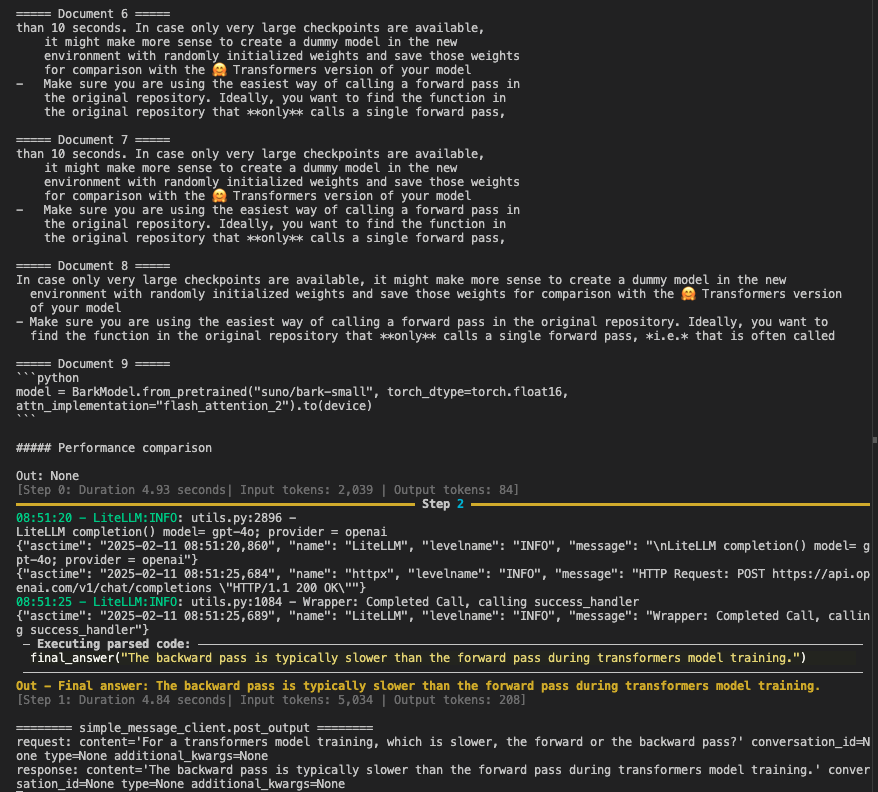 ===== Document 6 =====
than 10 seconds. In case only very large checkpoints are available,
    it might make more sense to create a dummy model in the new
    environment with randomly initialized weights and save those weights
    for comparison with the 🤗 Transformers version of your model
-   Make sure you are using the easiest way of calling a forward pass in
    the original repository. Ideally, you want to find the function in
    the original repository that **only** calls a single forward pass,

===== Document 7 =====
than 10 seconds. In case only very large checkpoints are available,
    it might make more sense to create a dummy model in the new
    environment with randomly initialized weights and save those weights
    for comparison with the 🤗 Transformers version of your model
-   Make sure you are using the easiest way of calling a forward pass in
    the original repository. Ideally, you want to find the function in
    the original repository that **only** calls a single forward pass,

===== Document 8 =====
In case only very large checkpoints are available, it might make more sense to create a dummy model in the new
  environment with randomly initialized weights and save those weights for comparison with the 🤗 Transformers version
  of your model
- Make sure you are using the easiest way of calling a forward pass in the original repository. Ideally, you want to
  find the function in the original repository that **only** calls a single forward pass, *i.e.* that is often called

===== Document 9 =====
```python
model = BarkModel.from_pretrained("suno/bark-small", torch_dtype=torch.float16,
attn_implementation="flash_attention_2").to(device)
```

##### Performance comparison

Out: None
[Step 0: Duration 4.93 seconds| Input tokens: 2,039 | Output tokens: 84]
Step 2
08:51:20 - LiteLLM:INFO: utils.py:2896 -
LiteLLM completion() model= gpt-4o; provider = openai
{"asctime": "2025-02-11 08:51:20,860", "name": "LiteLLM", "levelname": "INFO", "message": "\nLiteLLM completion() model= g
pt-4o; provider = openai"}
{"asctime": "2025-02-11 08:51:25,684", "name": "httpx", "levelname": "INFO", "message": "HTTP Request: POST https://api.op
enai.com/v1/chat/completions \"HTTP/1.1 200 OK\""}
08:51:25 - LiteLLM:INFO: utils.py:1084 - Wrapper: Completed Call, calling success_handler
{"asctime": "2025-02-11 08:51:25,689", "name": "LiteLLM", "levelname": "INFO", "message": "Wrapper: Completed Call, callin
g success_handler"}
 ─ Executing parsed code: ─
  final_answer("The backward pass is typically slower than the forward pass during transformers model training.")
Out - Final answer: The backward pass is typically slower than the forward pass during transformers model training.
[Step 1: Duration 4.84 seconds| Input tokens: 5,034 | Output tokens: 208]

======== simple_message_client.post_output ========
request: content='For a transformers model training, which is slower, the forward or the backward pass?' conversation_id=N
one type=None additional_kwargs=None
response: content='The backward pass is typically slower than the forward pass during transformers model training.' conver
sation_id=None type=None additional_kwargs=None